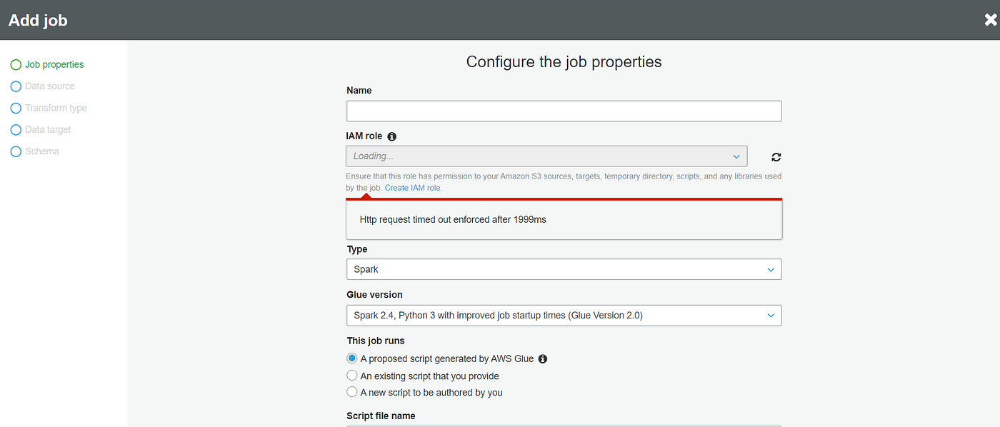 Add job
Job properties
Data source
Transform type
Data target
Schema
Configure the job properties
Name
IAM role
Loading...
Ensure that this role has permission to your Amazon S3 sources, targets, temporary directory, scripts, and any libraries used
by the job. Create IAM role.
Http request timed out enforced after 1999ms
Type
Spark
Glue version
Spark 2.4, Python 3 with improved job startup times (Glue Version 2.0)
This job runs
A proposed script generated by AWS Glue
An existing script that you provide
A new script to be authored by you
Script file name